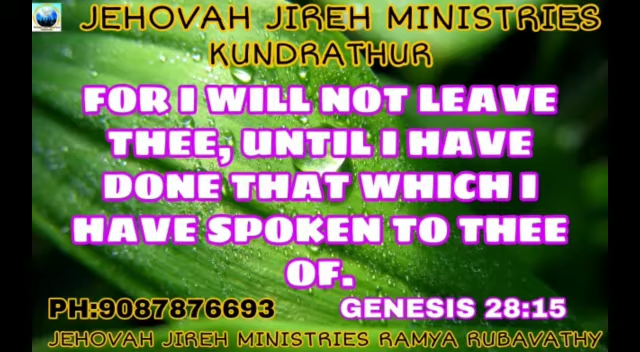 JEHOVAH JIREH MINISTRIES
KUNDRATHUR
FOR I WILL NOT LEAVE
THEE, UNTIL I HAVE
DONE THAT WHICH I
HAVE SPOKEN TO THEE
OF.
PH:9087876693 GENESIS 28:15
JEHOVAH JIREH MINISTRIES RAMYA RUBAVATHY